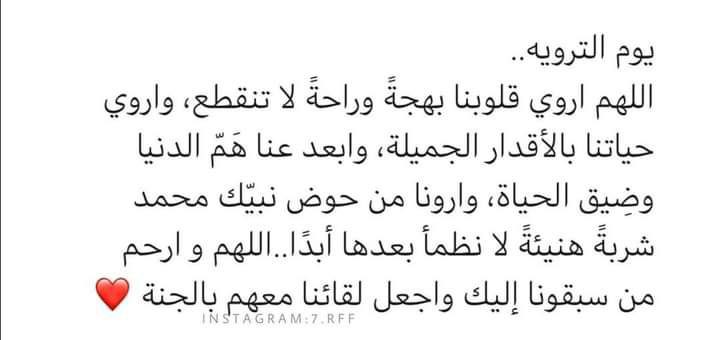 يوم الترويه..
اللهم اروي قلوبنا بهجةً وراحةً لا تنقطع، واروي
حياتنا بالأقدار الجميلة، وابعد عنا هَمّ الدنيا
وضِيق الحياة، وارونا من حوض نبيّك محمد
شربةً هنيئةً لا نظمأ بعدها أبدًا..اللهم و ارحم
من سبقونا إليك واجعل لقائنا معهم بالجنة ❤️
INSTAGRAM:7.RFF